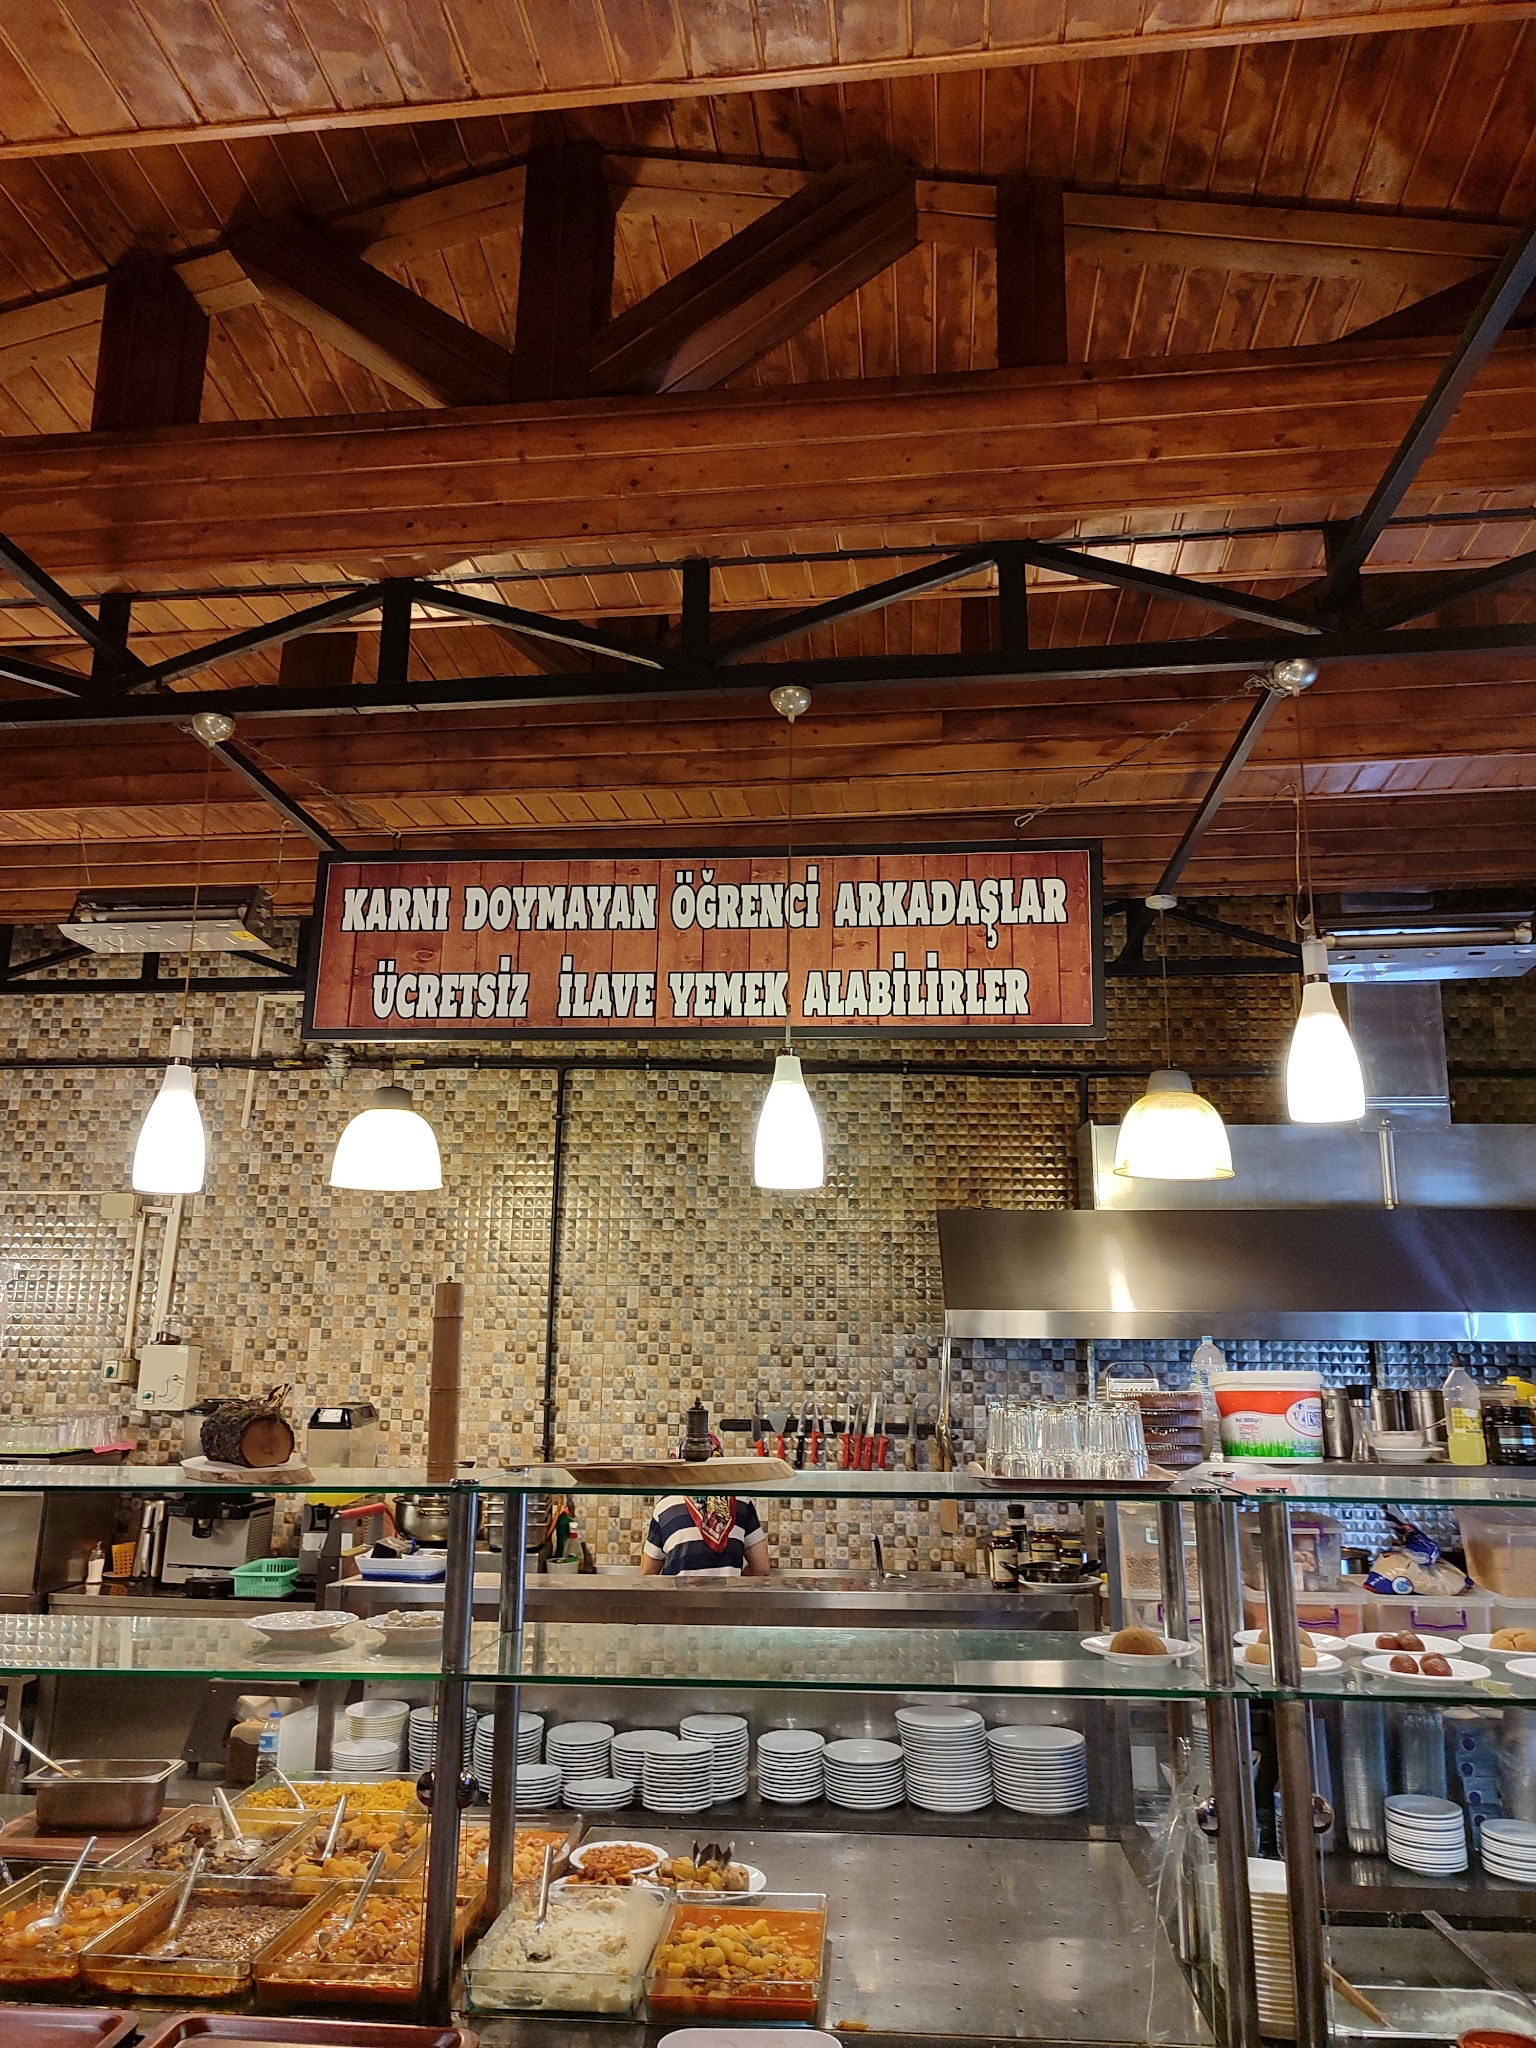 KARNI DOYMAYAN ÖĞRENCİ ARKADAŞLAR
ÜCRETSİZ İLAVE YEMEK ALABİLİRLER